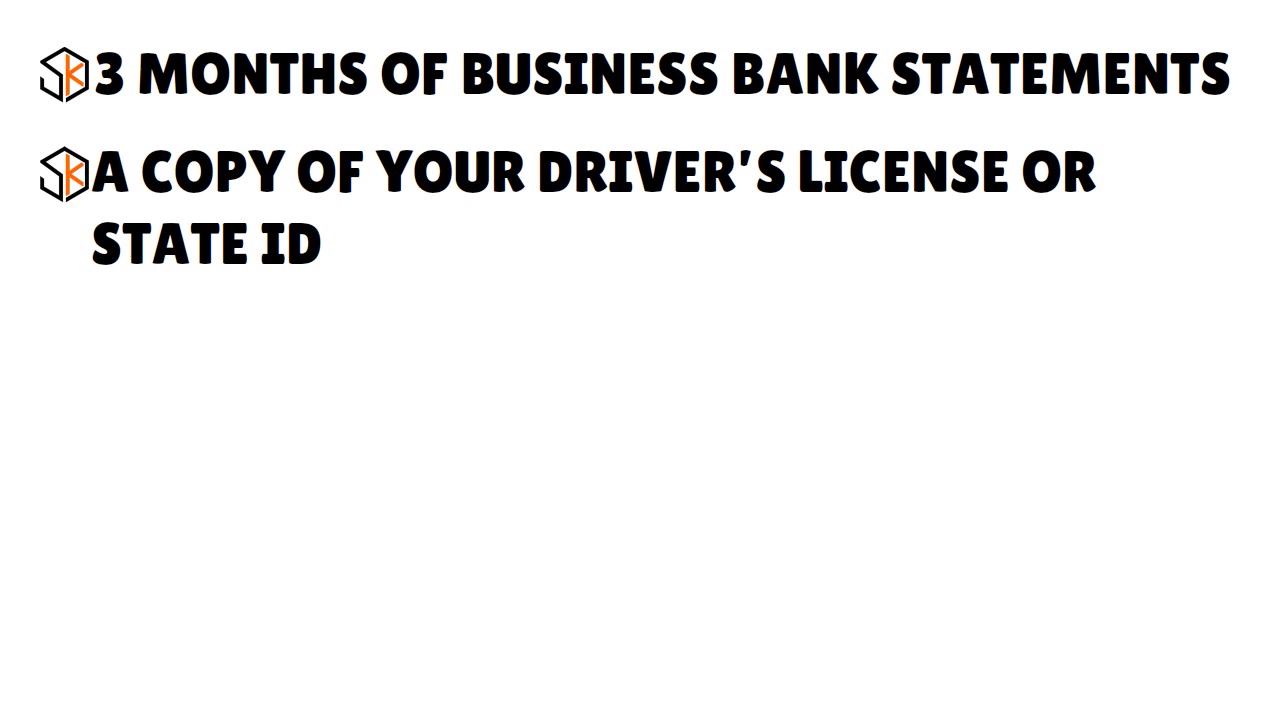 3 MONTHS OF BUSINESS BANK STATEMENTS
A COPY OF YOUR DRIVER'S LICENSE OR
STATE ID